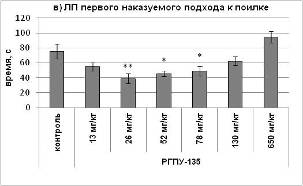 в) ЛП первого наказуемого подхода к поилке
время, с
120
100
80
60
40
20
0
**
*
*
контроль
13 мг/кг
26 мг/кг
52 мг/кг
78 мг/кг
130 мг/кг
650 мг/кг
РГПУ-135